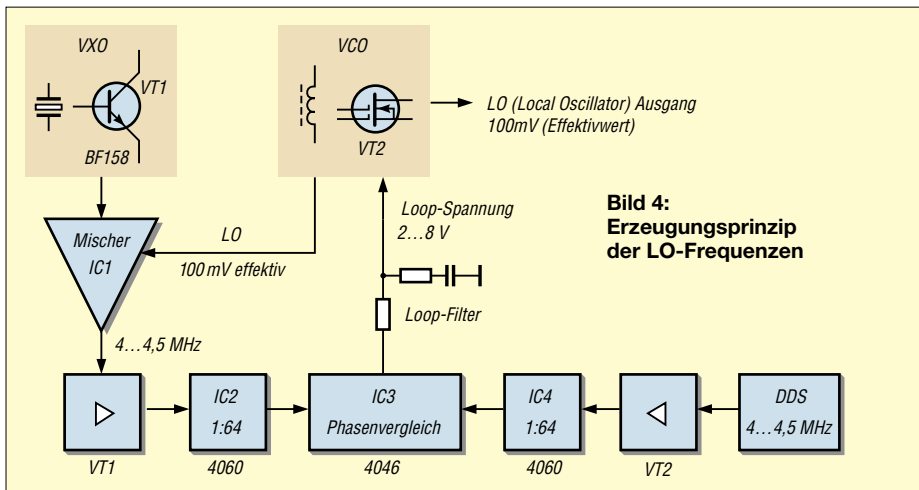 VXO
VT1
BF158
VCO
VT2
LO (Local Oscillator) Ausgang
100mV (Effektivwert)
Bild 4:
Erzeugungsprinzip
der LO-Frequenzen
Loop-Spannung
2...8 V
Mischer
IC1
LO
100 mV effektiv
Loop-Filter
4...4,5 MHz
VT1
IC2
1:64
4060
IC3
Phasenvergleich
4046
IC4
1:64
4060
VT2
DDS
4...4,5 MHz